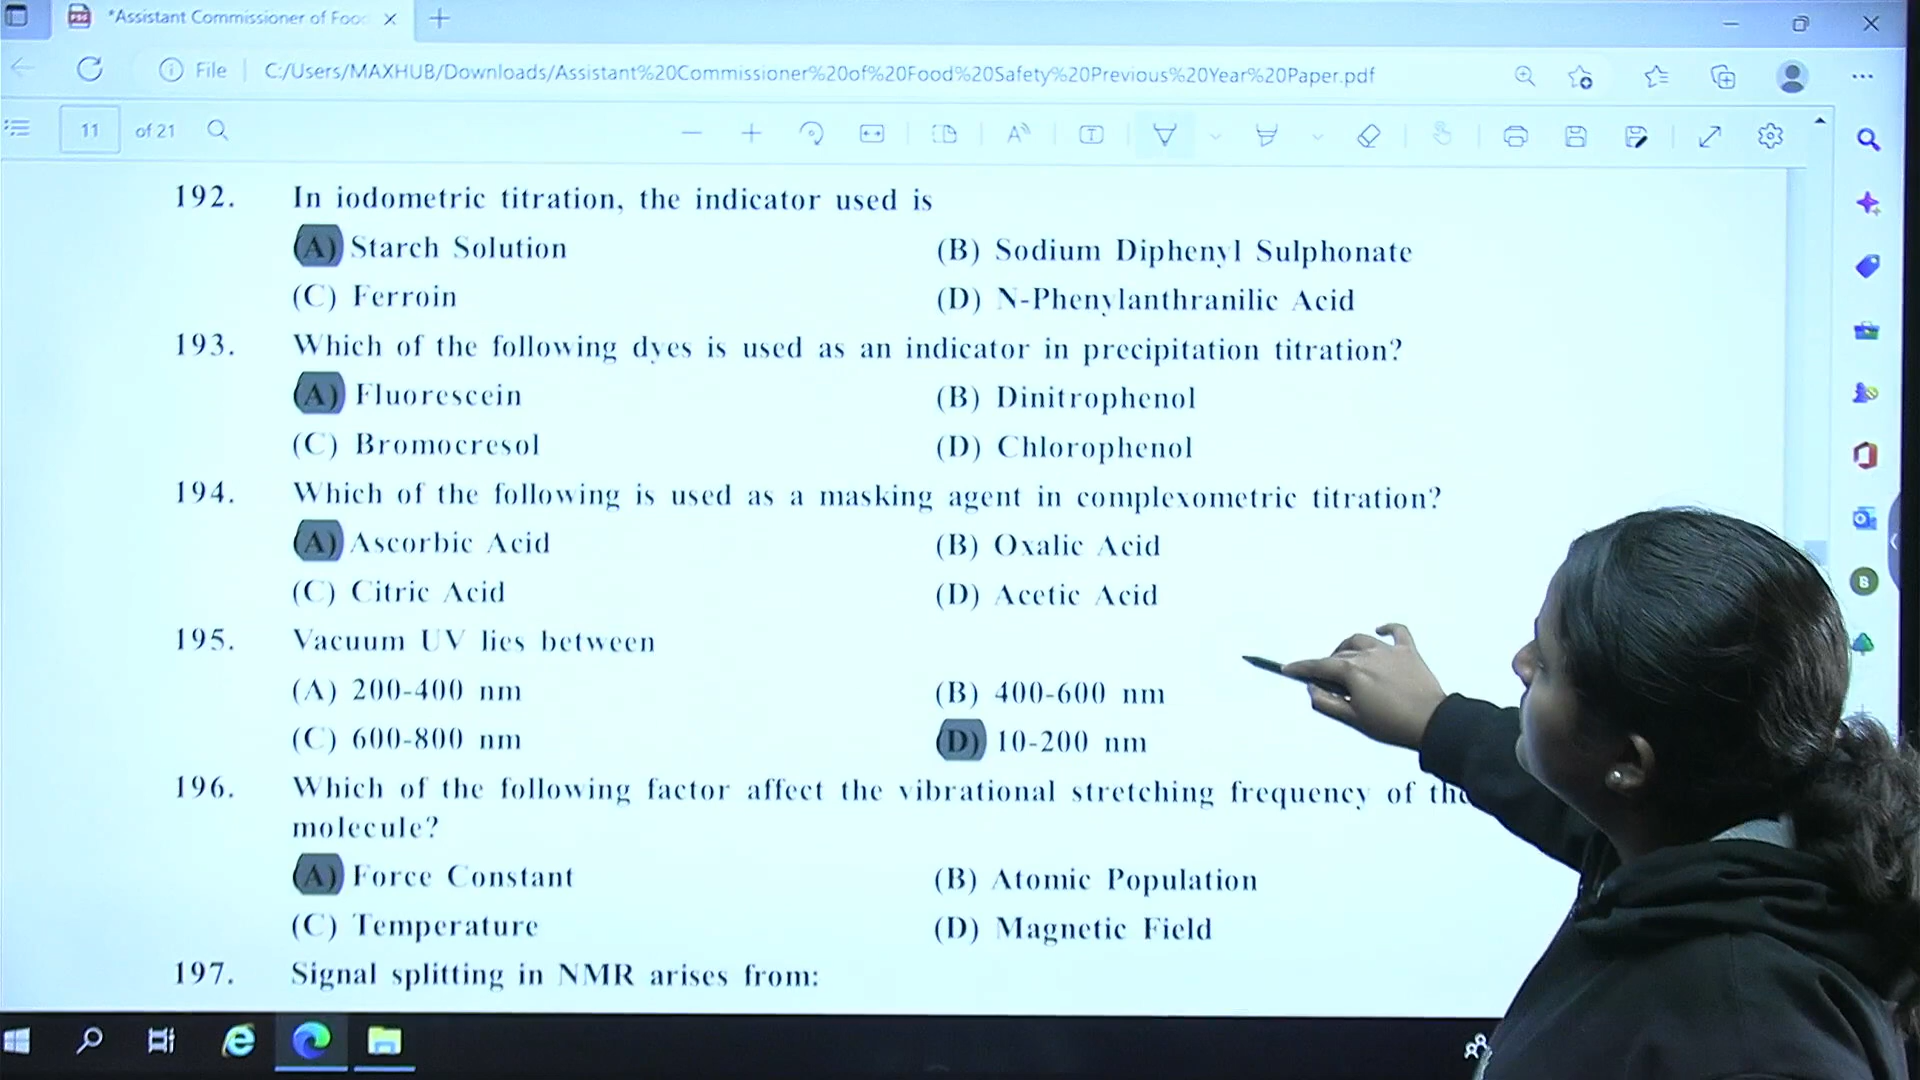 *Assistant Commissioner of Foo
File
C:/Users/MAXHUB/Downloads/Assistant%20Commissioner%20of%20Food%20Safety%20Previous%20Year%20Paper.pdf
11 of 21
192. In iodometric titration, the indicator used is
(A) Starch Solution (B) Sodium Diphenyl Sulphonate
(C) Ferroin (D) N-Phenylanthranilic Acid
193. Which of the following dyes is used as an indicator in precipitation titration?
(A) Fluorescein (B) Dinitrophenol
(C) Bromocresol (D) Chlorophenol
194. Which of the following is used as a masking agent in complexometric titration?
(A) Ascorbic Acid (B) Oxalic Acid
(C) Citric Acid (D) Acetic Acid
195. Vacuum UV lies between
(A) 200-400 nm (B) 400-600 nm
(C) 600-800 nm (D) 10-200 nm
196. Which of the following factor affect the vibrational stretching frequency of the
molecule?
(A) Force Constant (B) Atomic Population
(C) Temperature (D) Magnetic Field
197. Signal splitting in NMR arises from: